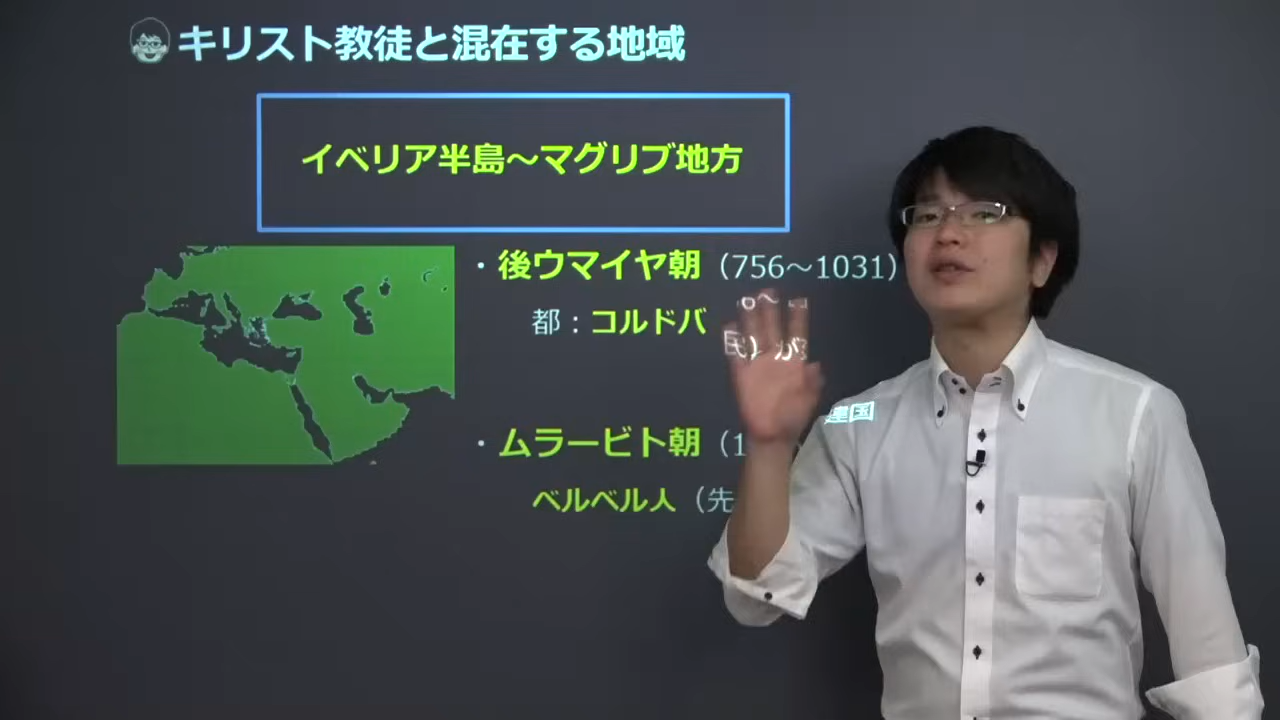 キリスト教徒と混在する地域
イベリア半島～マグリブ地方
・後ウマイヤ朝（756～1031）
都：コルドバ
・ムラービト朝（1
ベルベル人（先
建国